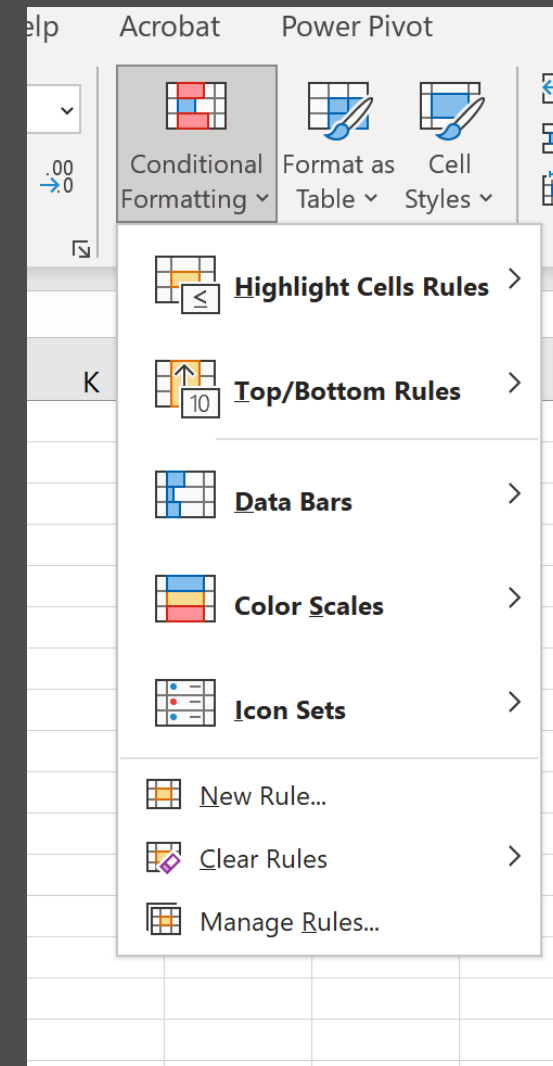 elp Acrobat Power Pivot
.00
→.0
Conditional Formatting
Format as Table
Cell Styles
K
≤
Highlight Cells Rules
10
Top/Bottom Rules
Data Bars
Color Scales
Icon Sets
New Rule...
Clear Rules
Manage Rules...